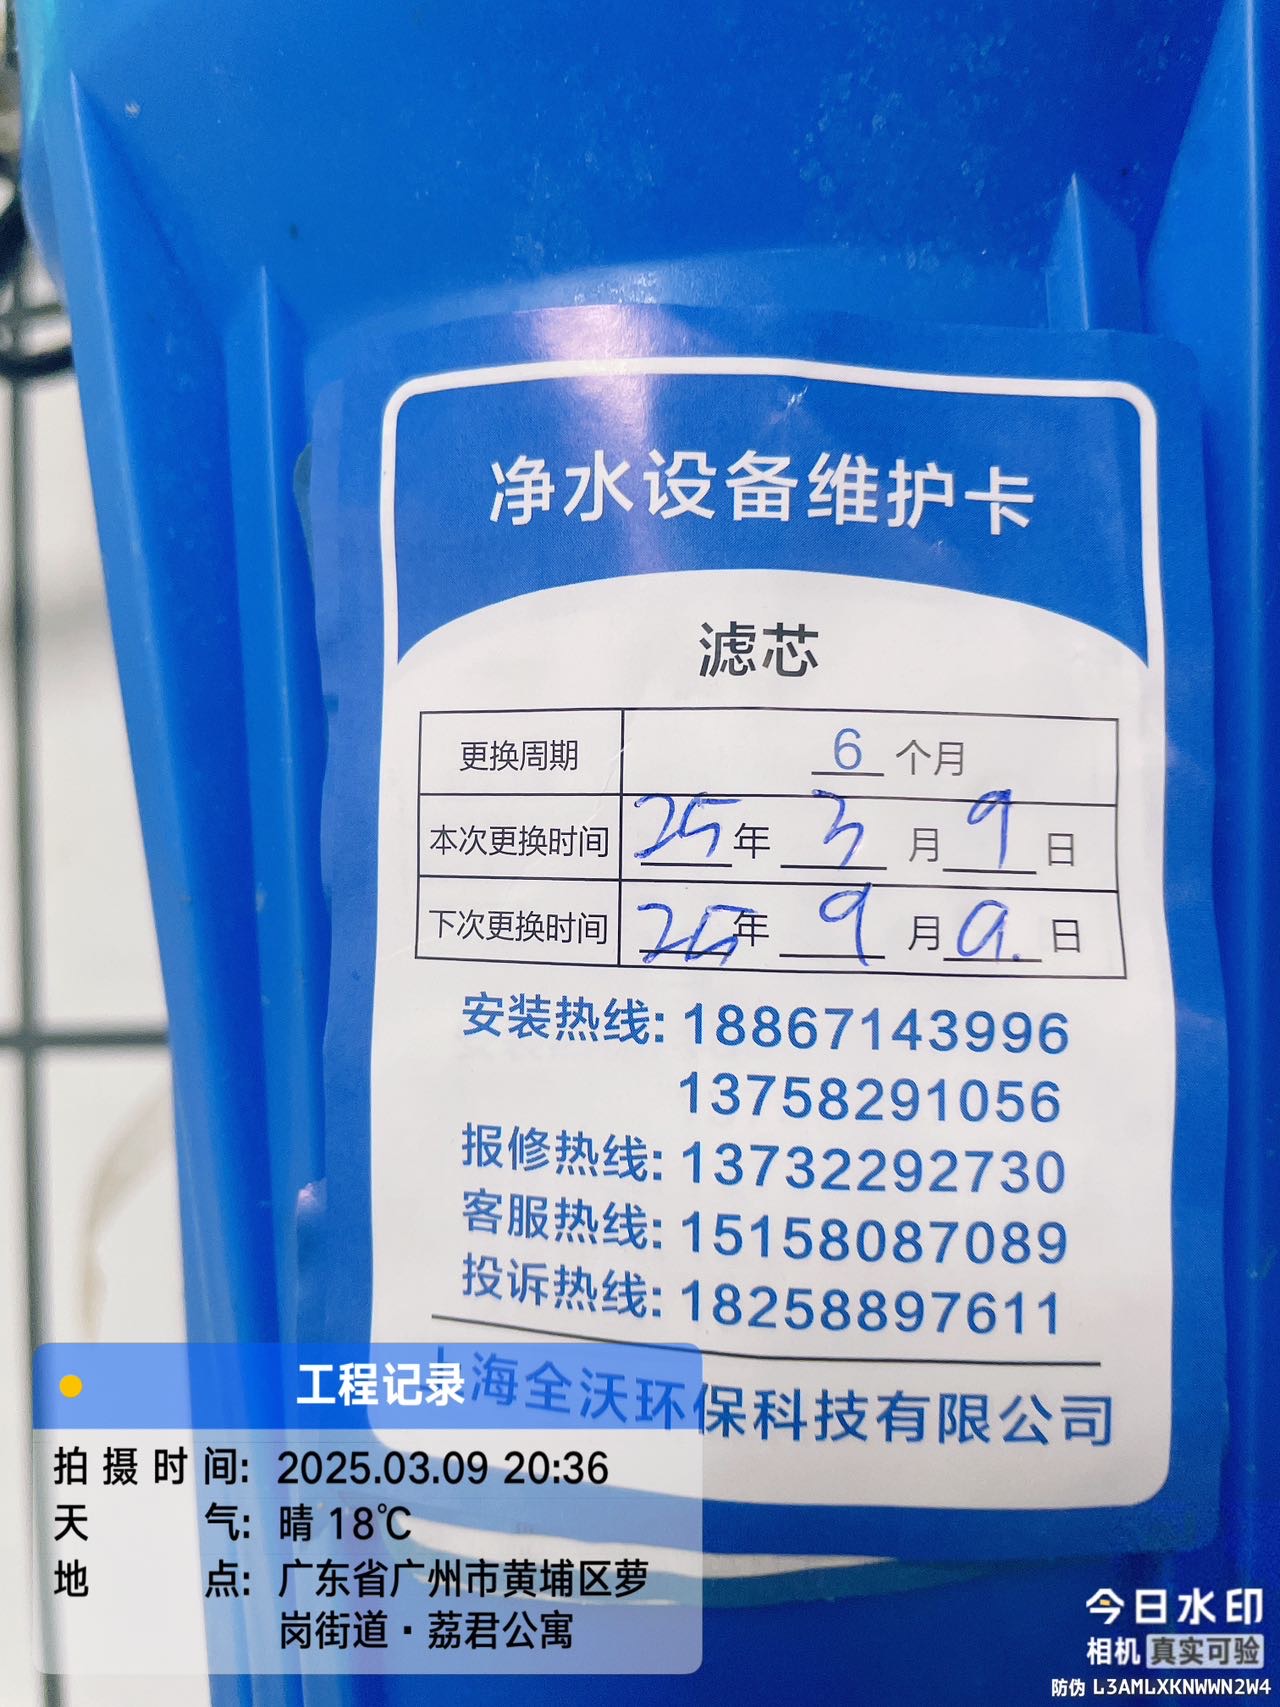 净水设备维护卡
滤芯
更换周期 6 个月
本次更换时间 25年 3 月 9 日
下次更换时间 25年 9 月 9. 日
安装热线: 18867143996
13758291056
报修热线: 13732292730
客服热线: 15158087089
投诉热线: 18258897611
上海全沃环保科技有限公司
工程记录
拍摄时间: 2025.03.09 20:36
天气: 晴 18℃
地点: 广东省广州市黄埔区萝
岗街道·荔君公寓
今日水印
相机 真实可验
防伪 L3AMLXKNWWN2W4